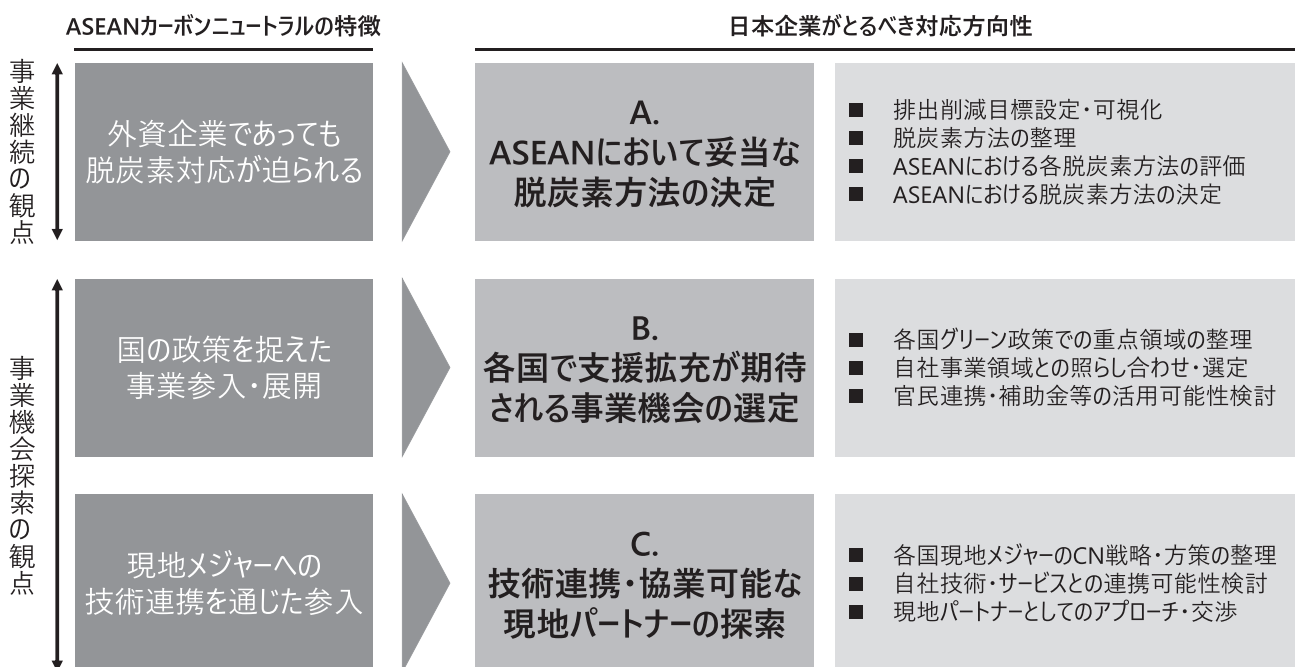 ASEANカーボンニュートラルの特徴
日本企業がとるべき対応方向性
事業継続の観点
外資企業であっても
脱炭素対応が迫られる
A.
ASEANにおいて妥当な
脱炭素方法の決定
■ 排出削減目標設定・可視化
■ 脱炭素方法の整理
■ ASEANにおける各脱炭素方法の評価
■ ASEANにおける脱炭素方法の決定
事業機会探索の観点
国の政策を捉えた
事業参入・展開
B.
各国で支援拡充が期待
される事業機会の選定
■ 各国グリーン政策での重点領域の整理
■ 自社事業領域との照らし合わせ・選定
■ 官民連携・補助金等の活用可能性検討
現地メジャーへの
技術連携を通じた参入
C.
技術連携・協業可能な
現地パートナーの探索
■ 各国現地メジャーのCN戦略・方策の整理
■ 自社技術・サービスとの連携可能性検討
■ 現地パートナーとしてのアプローチ・交渉